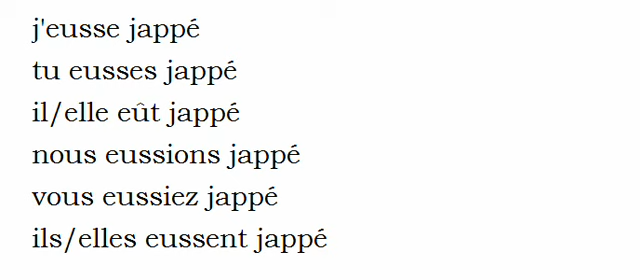 j'eusse jappé
tu eusses jappé
il/elle eût jappé
nous eussions jappé
vous eussiez jappé
ils/elles eussent jappé